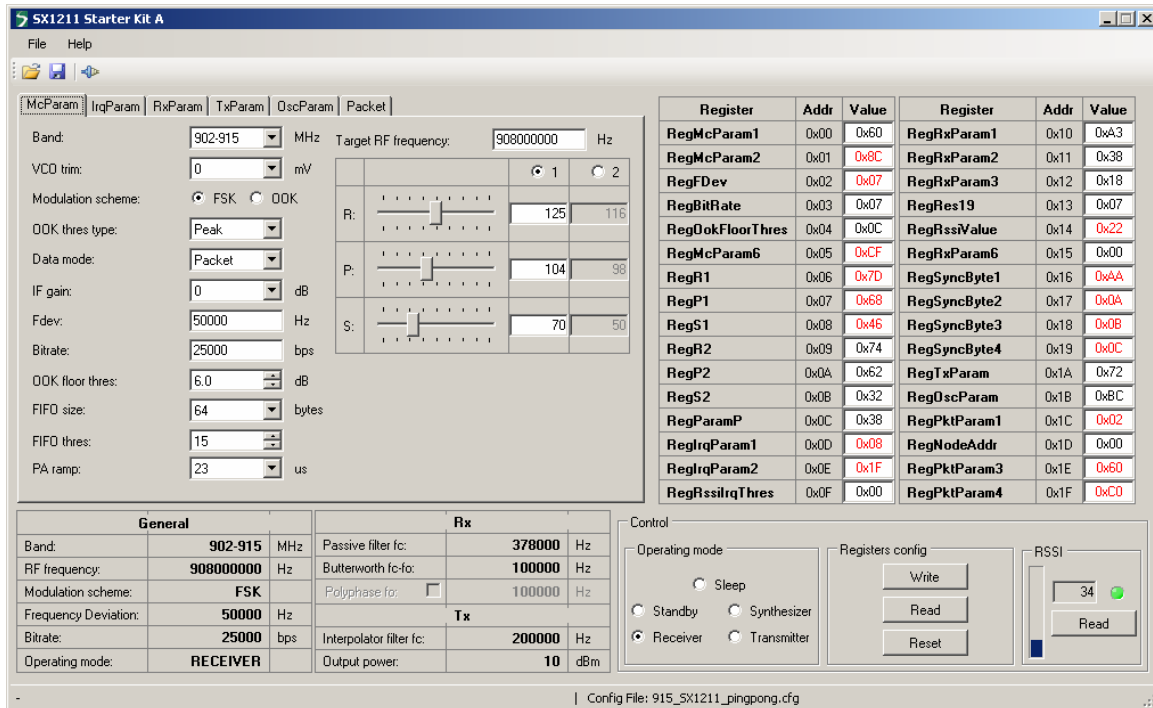 SX1211 Starter Kit A
File Help
McParam IrqParam RxParam TxParam OscParam Packet
Band: 902-915 MHz Target RF frequency: 908000000 Hz
VCO trim: 0 mV 1 2
Modulation scheme: FSK OOK
R: 125 116
OOK thres type: Peak
Data mode: Packet
P: 104 98
IF gain: 0 dB
Fdev: 50000 Hz
S: 70 50
Bitrate: 25000 bps
OOK floor thres: 6.0 dB
FIFO size: 64 bytes
FIFO thres: 15
PA ramp: 23 us
Register Addr Value Register Addr Value
RegMcParam1 0x00 0x60 RegRxParam1 0x10 0xA3
RegMcParam2 0x01 0x8C RegRxParam2 0x11 0x38
RegFDev 0x02 0x07 RegRxParam3 0x12 0x18
RegBitRate 0x03 0x07 RegRes19 0x13 0x07
RegOokFloorThres 0x04 0x0C RegRssiValue 0x14 0x22
RegMcParam6 0x05 0xCF RegRxParam6 0x15 0x00
RegR1 0x06 0x7D RegSyncByte1 0x16 0xAA
RegP1 0x07 0x68 RegSyncByte2 0x17 0x0A
RegS1 0x08 0x46 RegSyncByte3 0x18 0x0B
RegR2 0x09 0x74 RegSyncByte4 0x19 0x0C
RegP2 0x0A 0x62 RegTxParam 0x1A 0x72
RegS2 0x0B 0x32 RegOscParam 0x1B 0xBC
RegParamP 0x0C 0x38 RegPktParam1 0x1C 0x02
RegIrqParam1 0x0D 0x08 RegNodeAddr 0x1D 0x00
RegIrqParam2 0x0E 0x1F RegPktParam3 0x1E 0x60
RegRssiIrqThres 0x0F 0x00 RegPktParam4 0x1F 0xC0
General
Band: 902-915 MHz
RF frequency: 908000000 Hz
Modulation scheme: FSK
Frequency Deviation: 50000 Hz
Bitrate: 25000 bps
Operating mode: RECEIVER
Rx
Passive filter fc: 378000 Hz
Butterworth fc-fo: 100000 Hz
Polyphase fo: 100000 Hz
Tx
Interpolator filter fc: 200000 Hz
Output power: 10 dBm
Control
Operating mode
Sleep
Standby Synthesizer
Receiver Transmitter
Registers config
Write
Read
Reset
RSSI
34
Read
- | Config File: 915_SX1211_pingpong.cfg